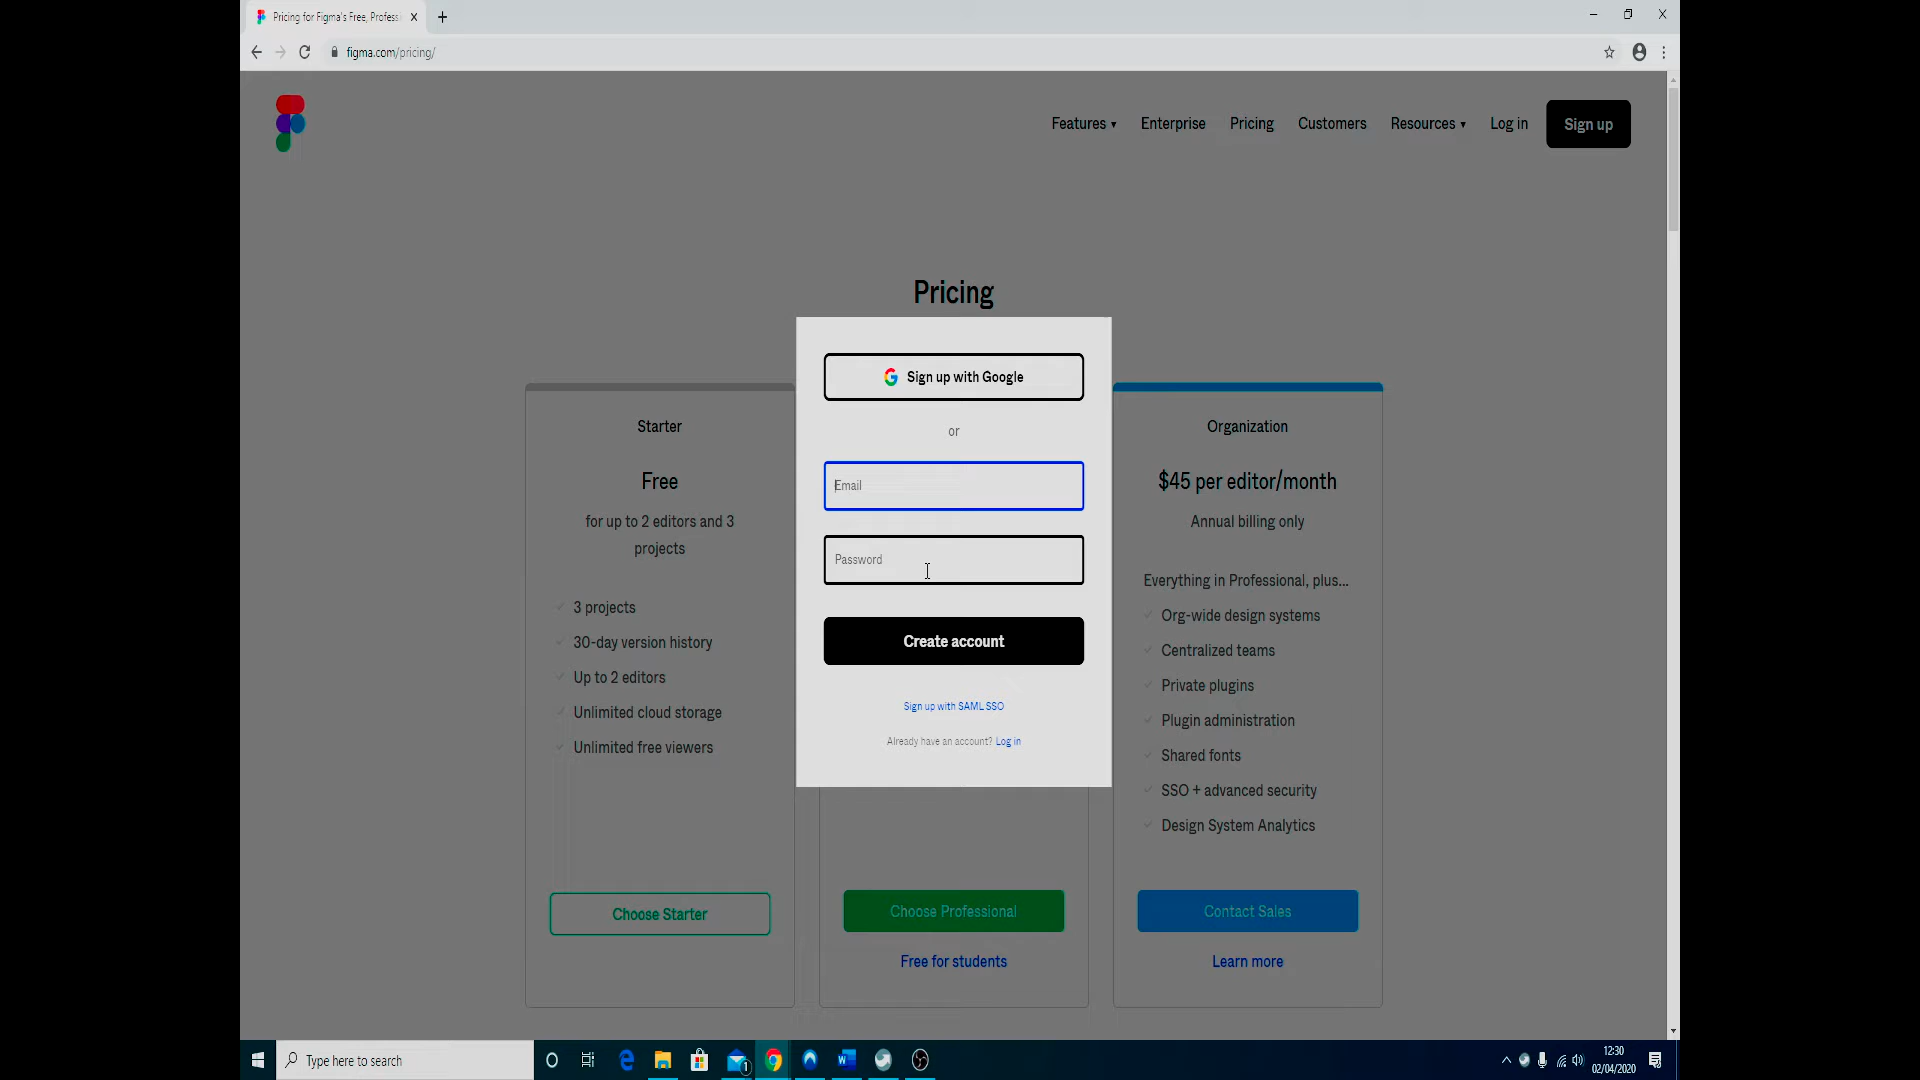 Pricing for Figma's Free, Profess
figma.com/pricing/
Features ▾ Enterprise Pricing Customers Resources ▾ Log in Sign up
Pricing
Sign up with Google
or
Email
Password
Create account
Sign up with SAML SSO
Already have an account? Log in
Starter
Free
for up to 2 editors and 3
projects
3 projects
30-day version history
Up to 2 editors
Unlimited cloud storage
Unlimited free viewers
Choose Starter
Choose Professional
Free for students
Organization
$45 per editor/month
Annual billing only
Everything in Professional, plus...
Org-wide design systems
Centralized teams
Private plugins
Plugin administration
Shared fonts
SSO + advanced security
Design System Analytics
Contact Sales
Learn more
Type here to search
1
12:30
02/04/2020